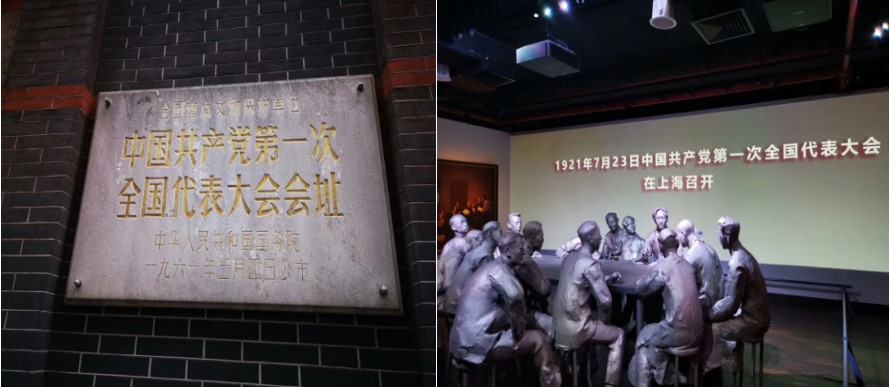 全国重点文物保护单位
中国共产党第一次
全国代表大会会址
中华人民共和国国务院
一九六一年三月四日公布
1921年7月23日中国共产党第一次全国代表大会
在上海召开